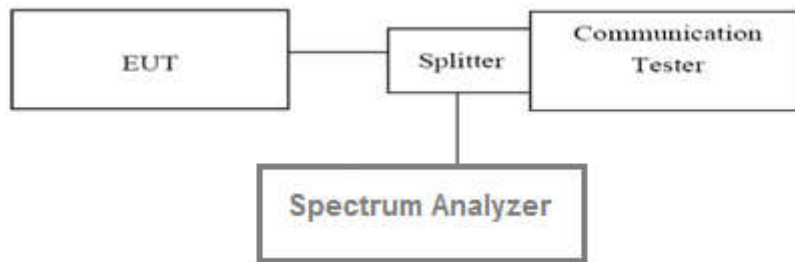 EUT
Splitter
Communication
Tester
Spectrum Analyzer